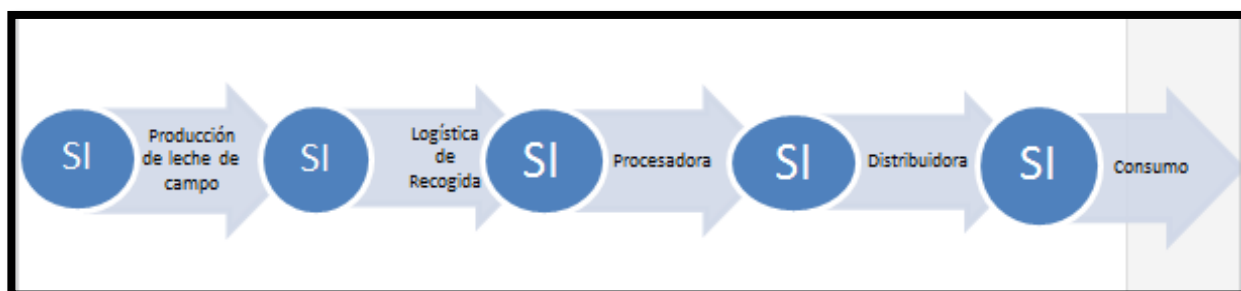 SI
Producción
de leche de
campo
SI
Logística
de
Recogida
SI
Procesadora
SI
Distribuidora
SI
Consumo